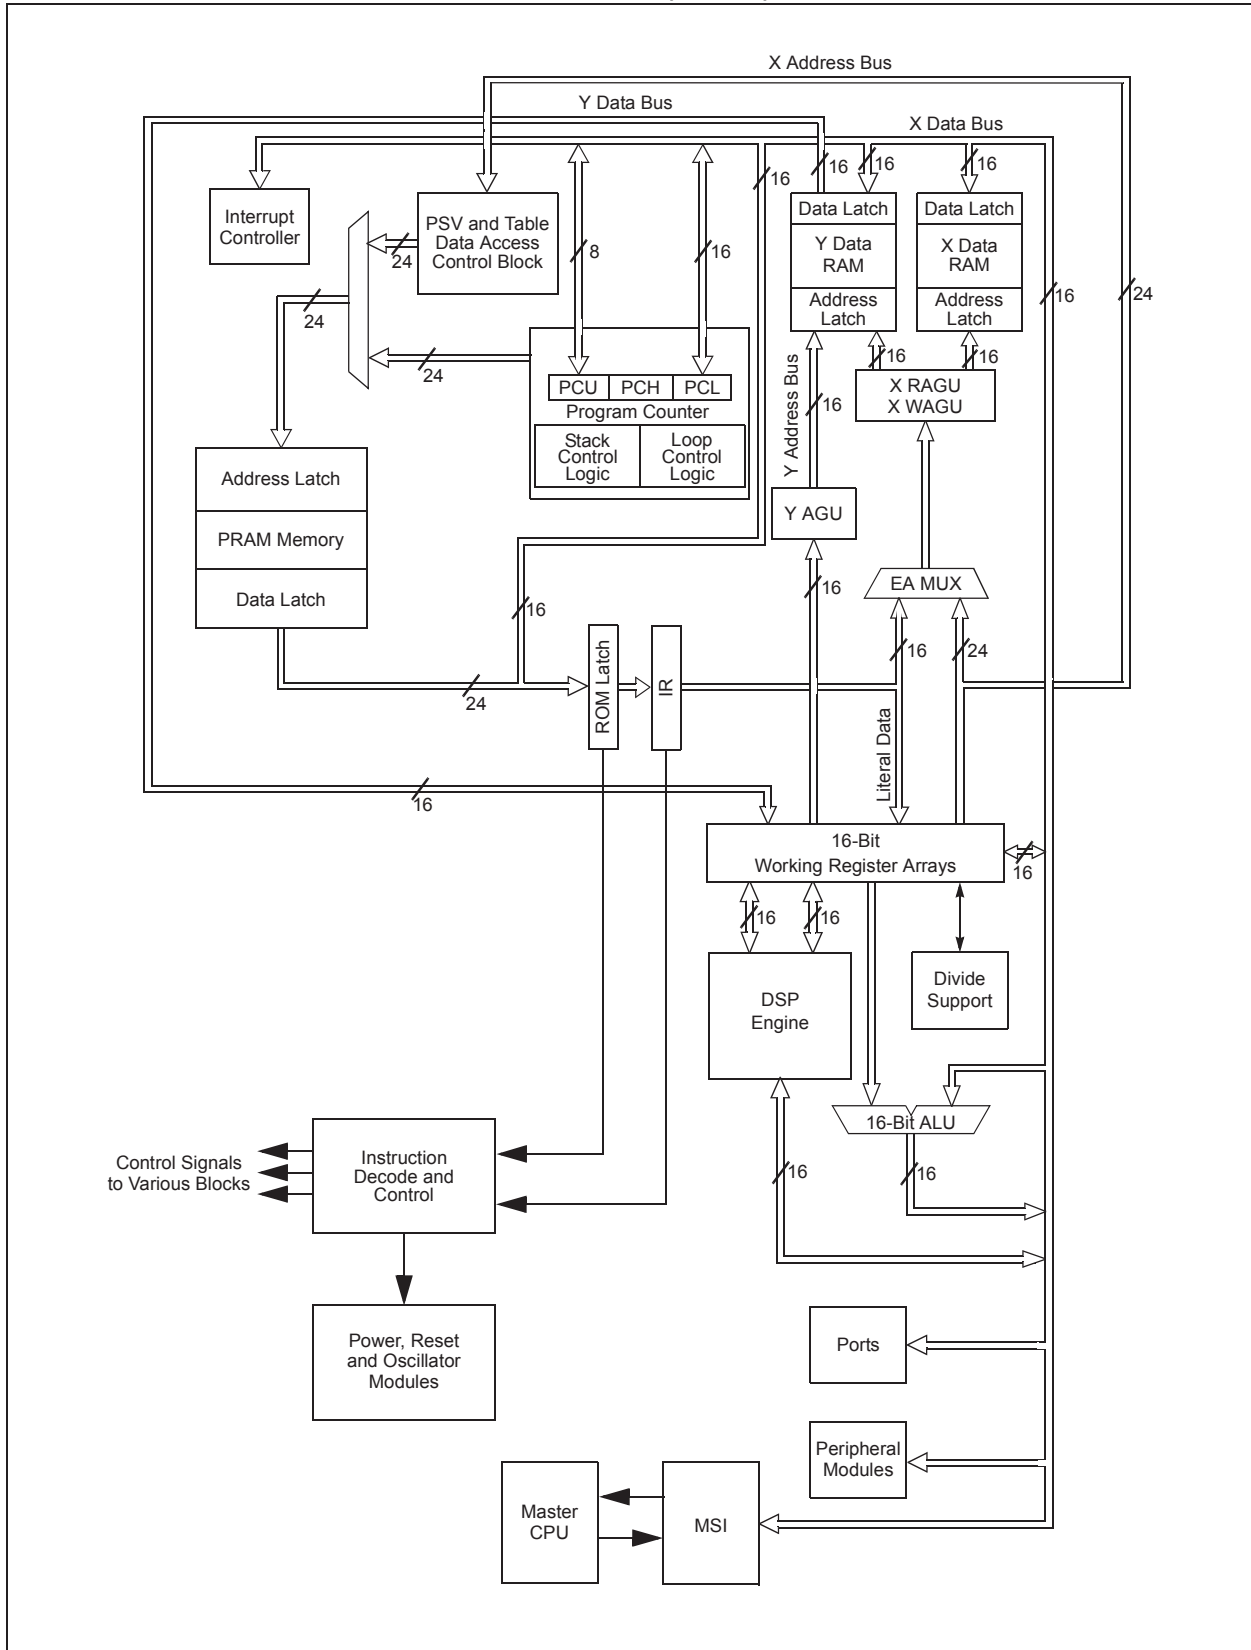 X Address Bus
Y Data Bus
X Data Bus
16
16
16
16
Interrupt
Controller
PSV and Table
Data Access
Control Block
24
8
16
Data Latch
Y Data
RAM
Address
Latch
Data Latch
X Data
RAM
Address
Latch
16
24
24
24
16
16
PCU
PCH
PCL
Program Counter
Stack
Control
Logic
Loop
Control
Logic
Y Address Bus
16
X RAGU
X WAGU
Address Latch
PRAM Memory
Data Latch
Y AGU
EA MUX
16
16
16
24
24
ROM Latch
IR
Literal Data
16
16-Bit
Working Register Arrays
16
16
16
DSP
Engine
Divide
Support
16-Bit ALU
16
16
Control Signals
to Various Blocks
Instruction
Decode and
Control
Power, Reset
and Oscillator
Modules
Ports
Peripheral
Modules
Master
CPU
MSI